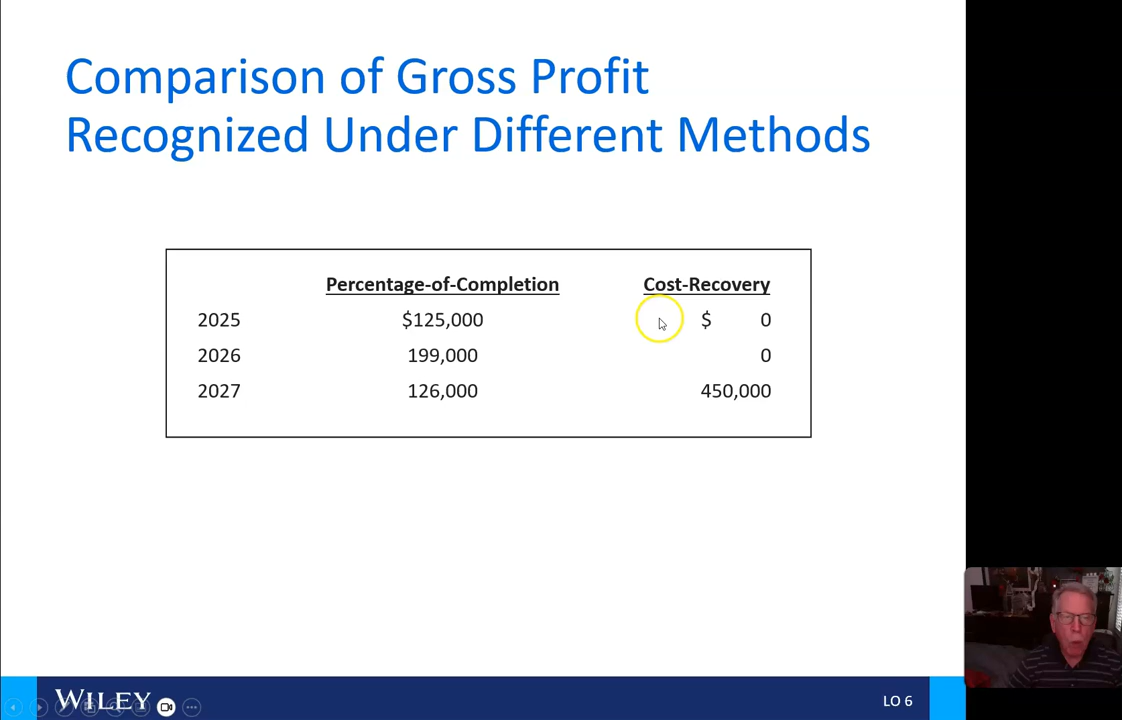 Comparison of Gross Profit
Recognized Under Different Methods
Percentage-of-Completion Cost-Recovery
2025 $125,000 $ 0
2026 199,000 0
2027 126,000 450,000
WILEY
LO 6